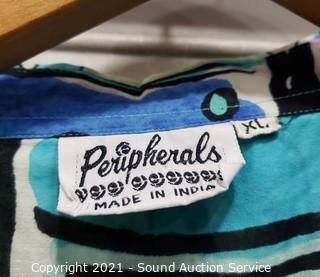 Peripherals
MADE IN INDIA
XL
Copyright 2021 - Sound Auction Service